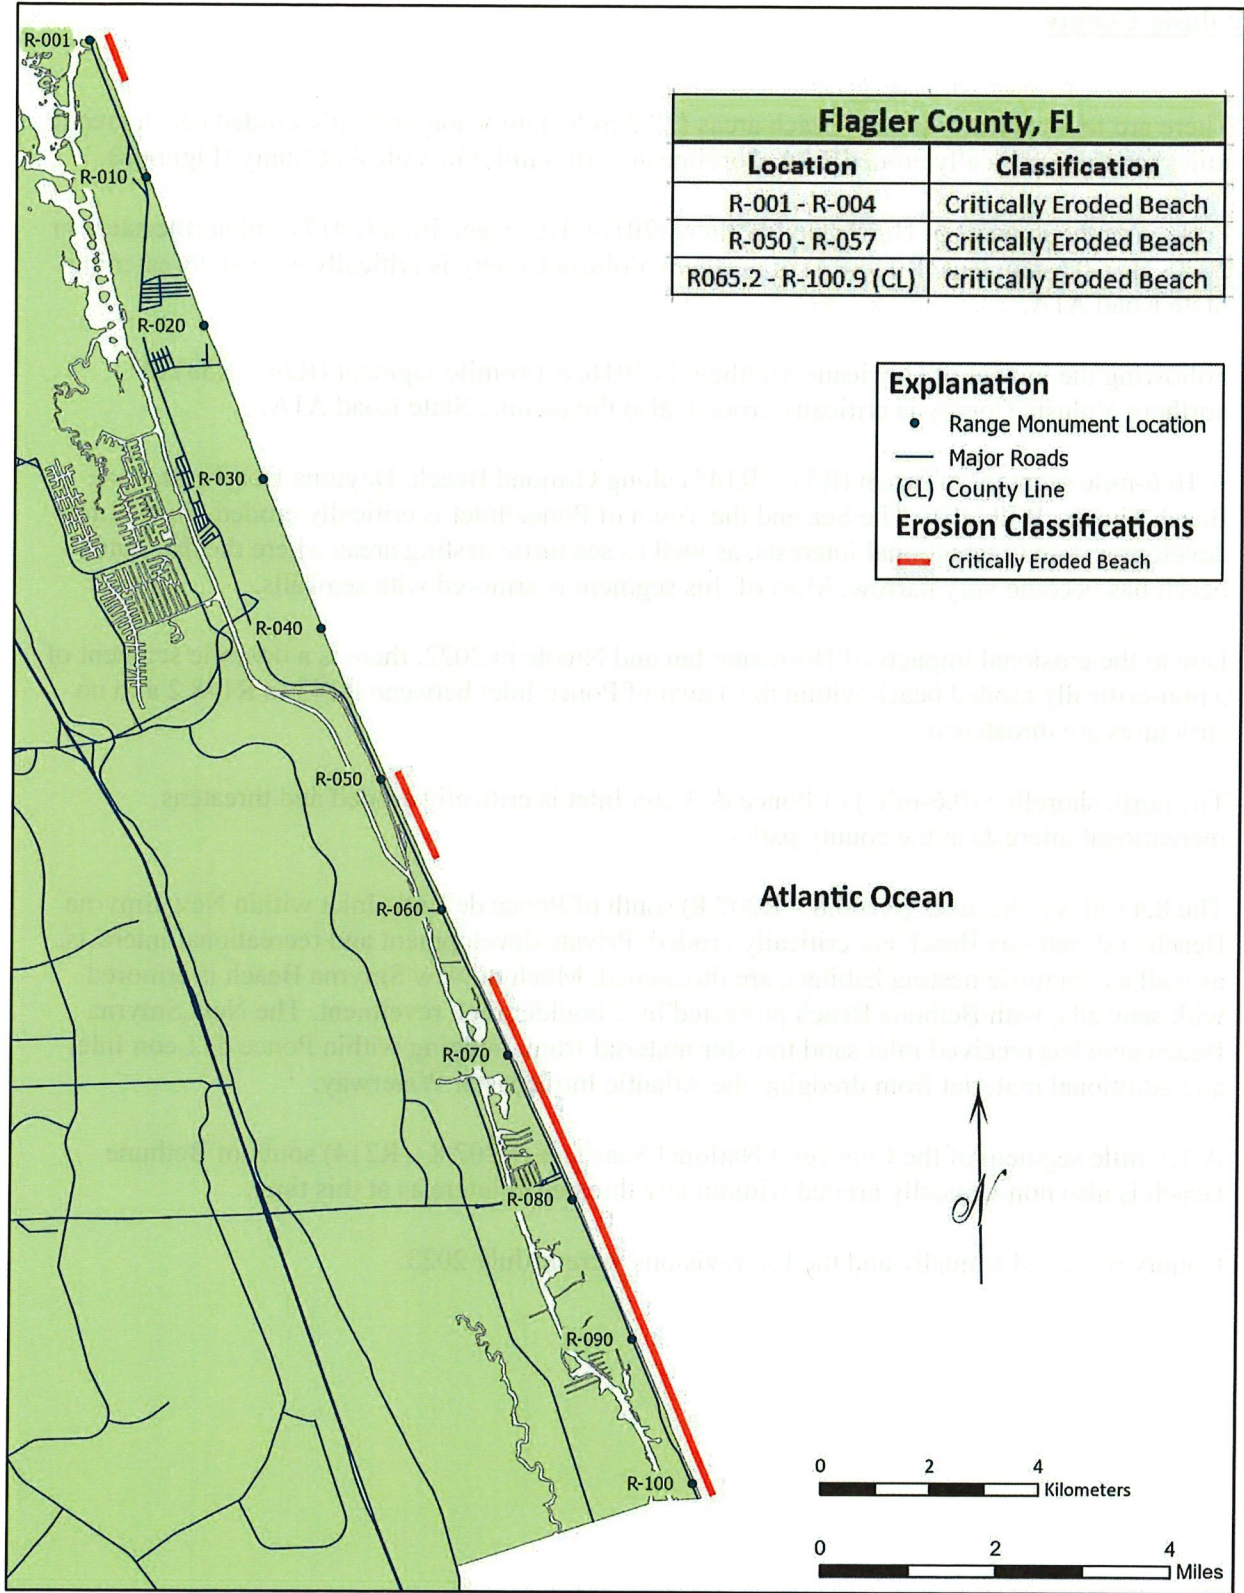 R-001
R-010
R-020
R-030
R-040
R-050
R-060
R-070
R-080
R-090
R-100
Flagler County, FL
Location Classification
R-001 - R-004 Critically Eroded Beach
R-050 - R-057 Critically Eroded Beach
R065.2 - R-100.9 (CL) Critically Eroded Beach
Explanation
Range Monument Location
Major Roads
(CL) County Line
Erosion Classifications
Critically Eroded Beach
Atlantic Ocean
N
0 2 4
Kilometers
0 2 4
Miles